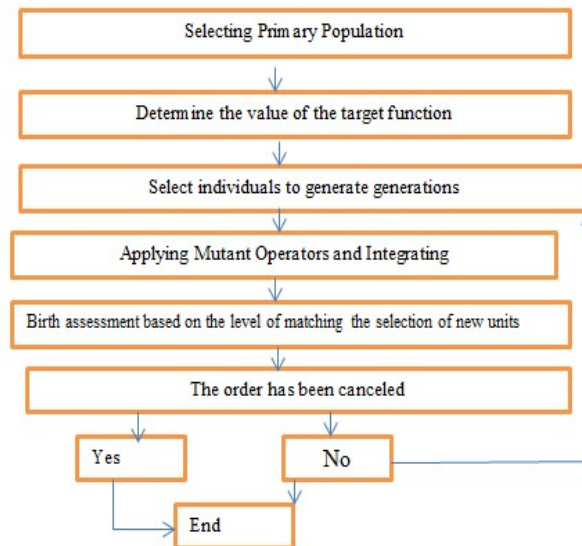 Selecting Primary Population
Determine the value of the target function
Select individuals to generate generations
Applying Mutant Operators and Integrating
Birth assessment based on the level of matching the selection of new units
The order has been canceled
Yes
No
End